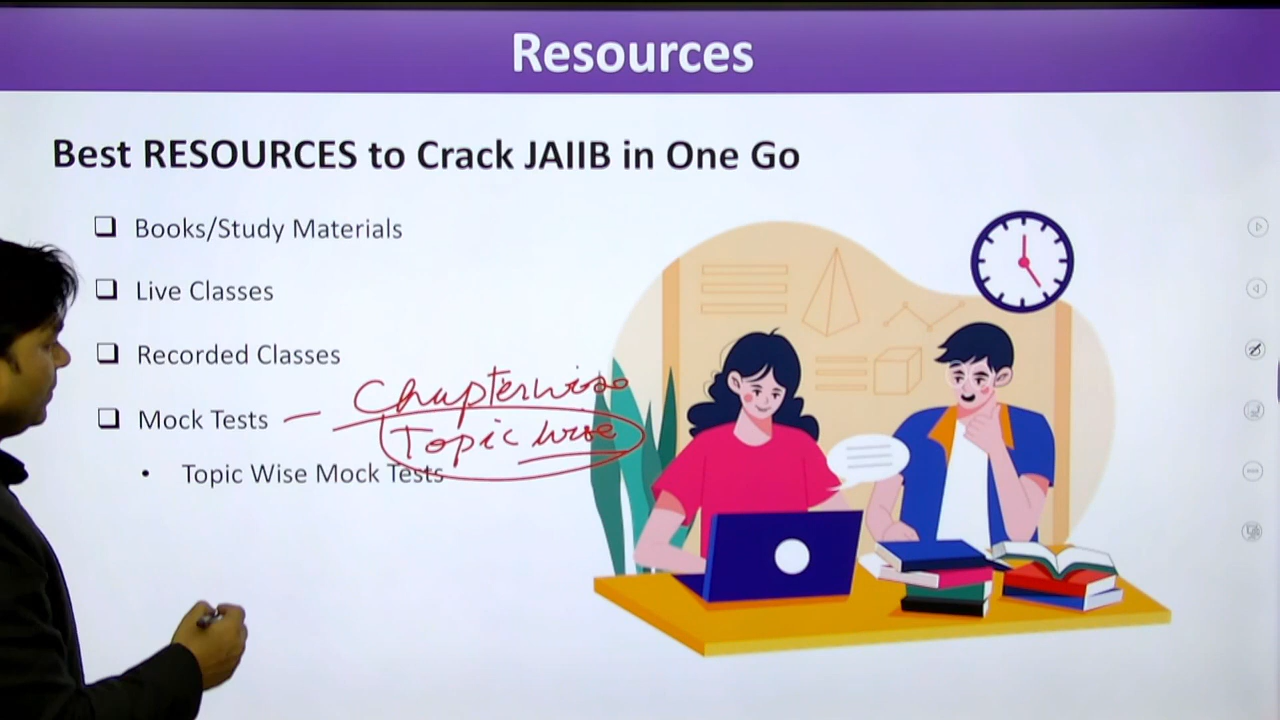 Resources
Best RESOURCES to Crack JAIIB in One Go
Books/Study Materials
Live Classes
Recorded Classes
Mock Tests — Chapterwise
Topic wise
• Topic Wise Mock Tests